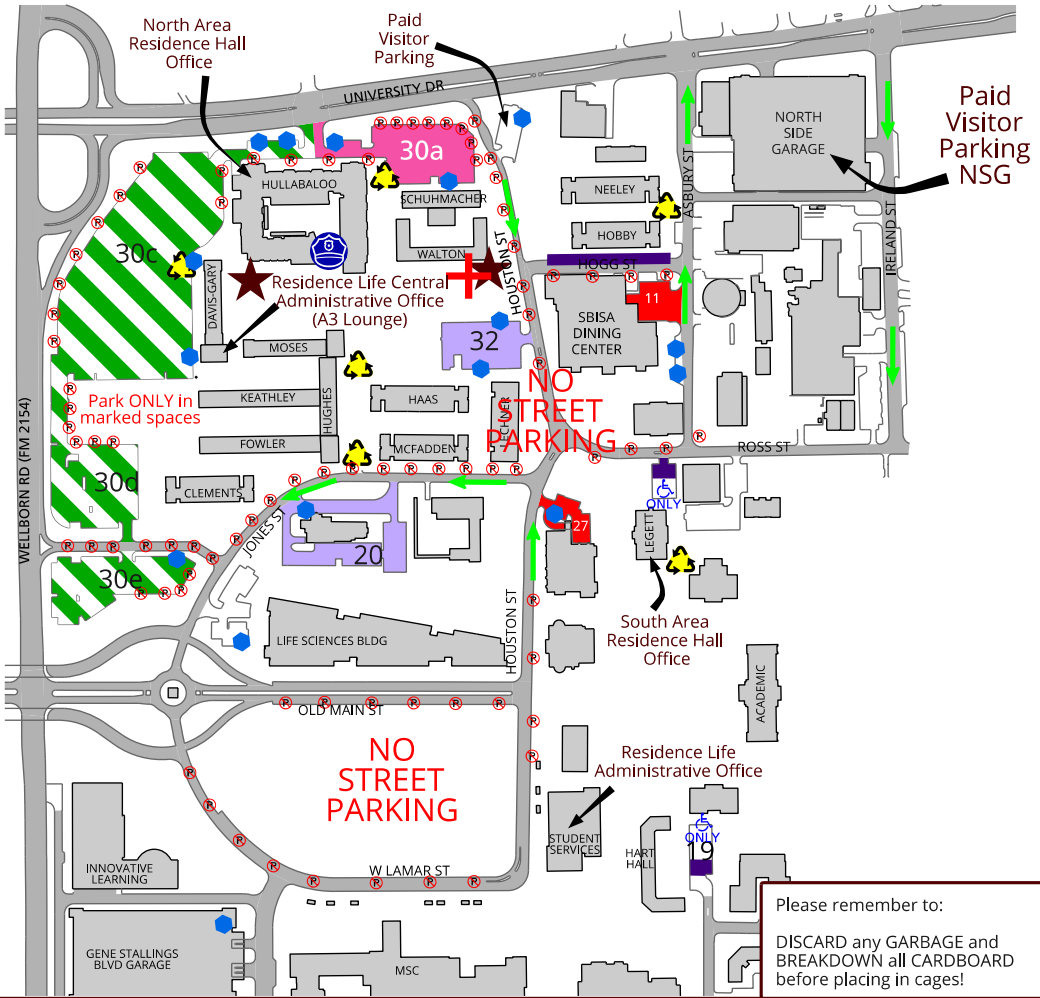 North Area
Residence Hall
Office
Paid
Visitor
Parking
UNIVERSITY DR
NORTH
SIDE
GARAGE
Paid
Visitor
Parking
NSG
30a
HULLABALOO
SCHUHMACHER
WALTON
NEELEY
HOBBY
ASBURY ST
IRELAND ST
HOUSTON ST
HOGG ST
30c
DAVIS-GARY
Residence Life Central
Administrative Office
(A3 Lounge)
11
SBISA
DINING
CENTER
32
MOSES
KEATHLEY
HUGHES
FOWLER
HAAS
MCFADDEN
LECHNER
NO
STREET
PARKING
Park ONLY in
marked spaces
WELLBORN RD (FM 2154)
30d
CLEMENTS
ROSS ST
ONLY
LEGETT
27
JONES ST
20
30e
South Area
Residence Hall
Office
LIFE SCIENCES BLDG
HOUSTON ST
ACADEMIC
OLD MAIN ST
NO
STREET
PARKING
Residence Life
Administrative Office
STUDENT
SERVICES
ONLY
19
HART
HALL
INNOVATIVE
LEARNING
W LAMAR ST
GENE STALLINGS
BLVD GARAGE
MSC
Please remember to:
DISCARD any GARBAGE and
BREAKDOWN all CARDBOARD
before placing in cages!